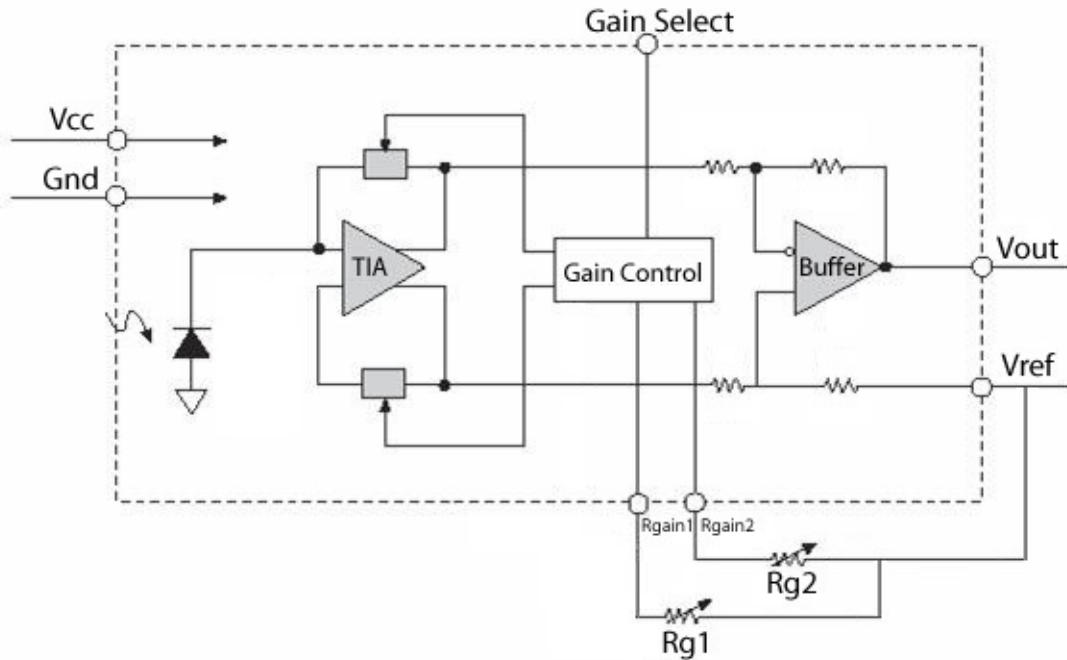 Gain Select
Vcc
Gnd
TIA
Gain Control
Buffer
Vout
Vref
Rgain1
Rgain2
Rg2
Rg1